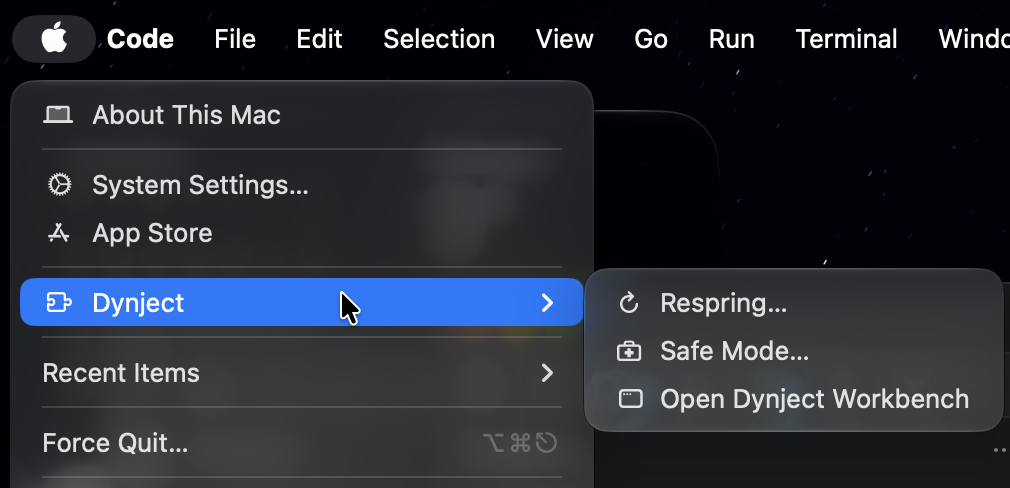 Code File Edit Selection View Go Run Terminal Windo
About This Mac
System Settings...
App Store
Dynject
Respring...
Safe Mode...
Open Dynject Workbench
Recent Items
Force Quit... ⌥⌘⎋